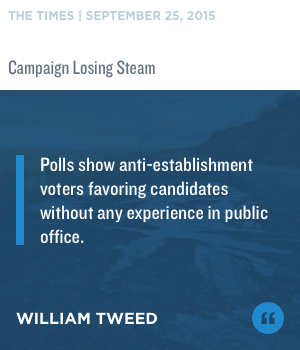 THE TIMES | SEPTEMBER 25, 2015
Campaign Losing Steam
Polls show anti-establishment
voters favoring candidates
without any experience in public
office.
WILLIAM TWEED
“